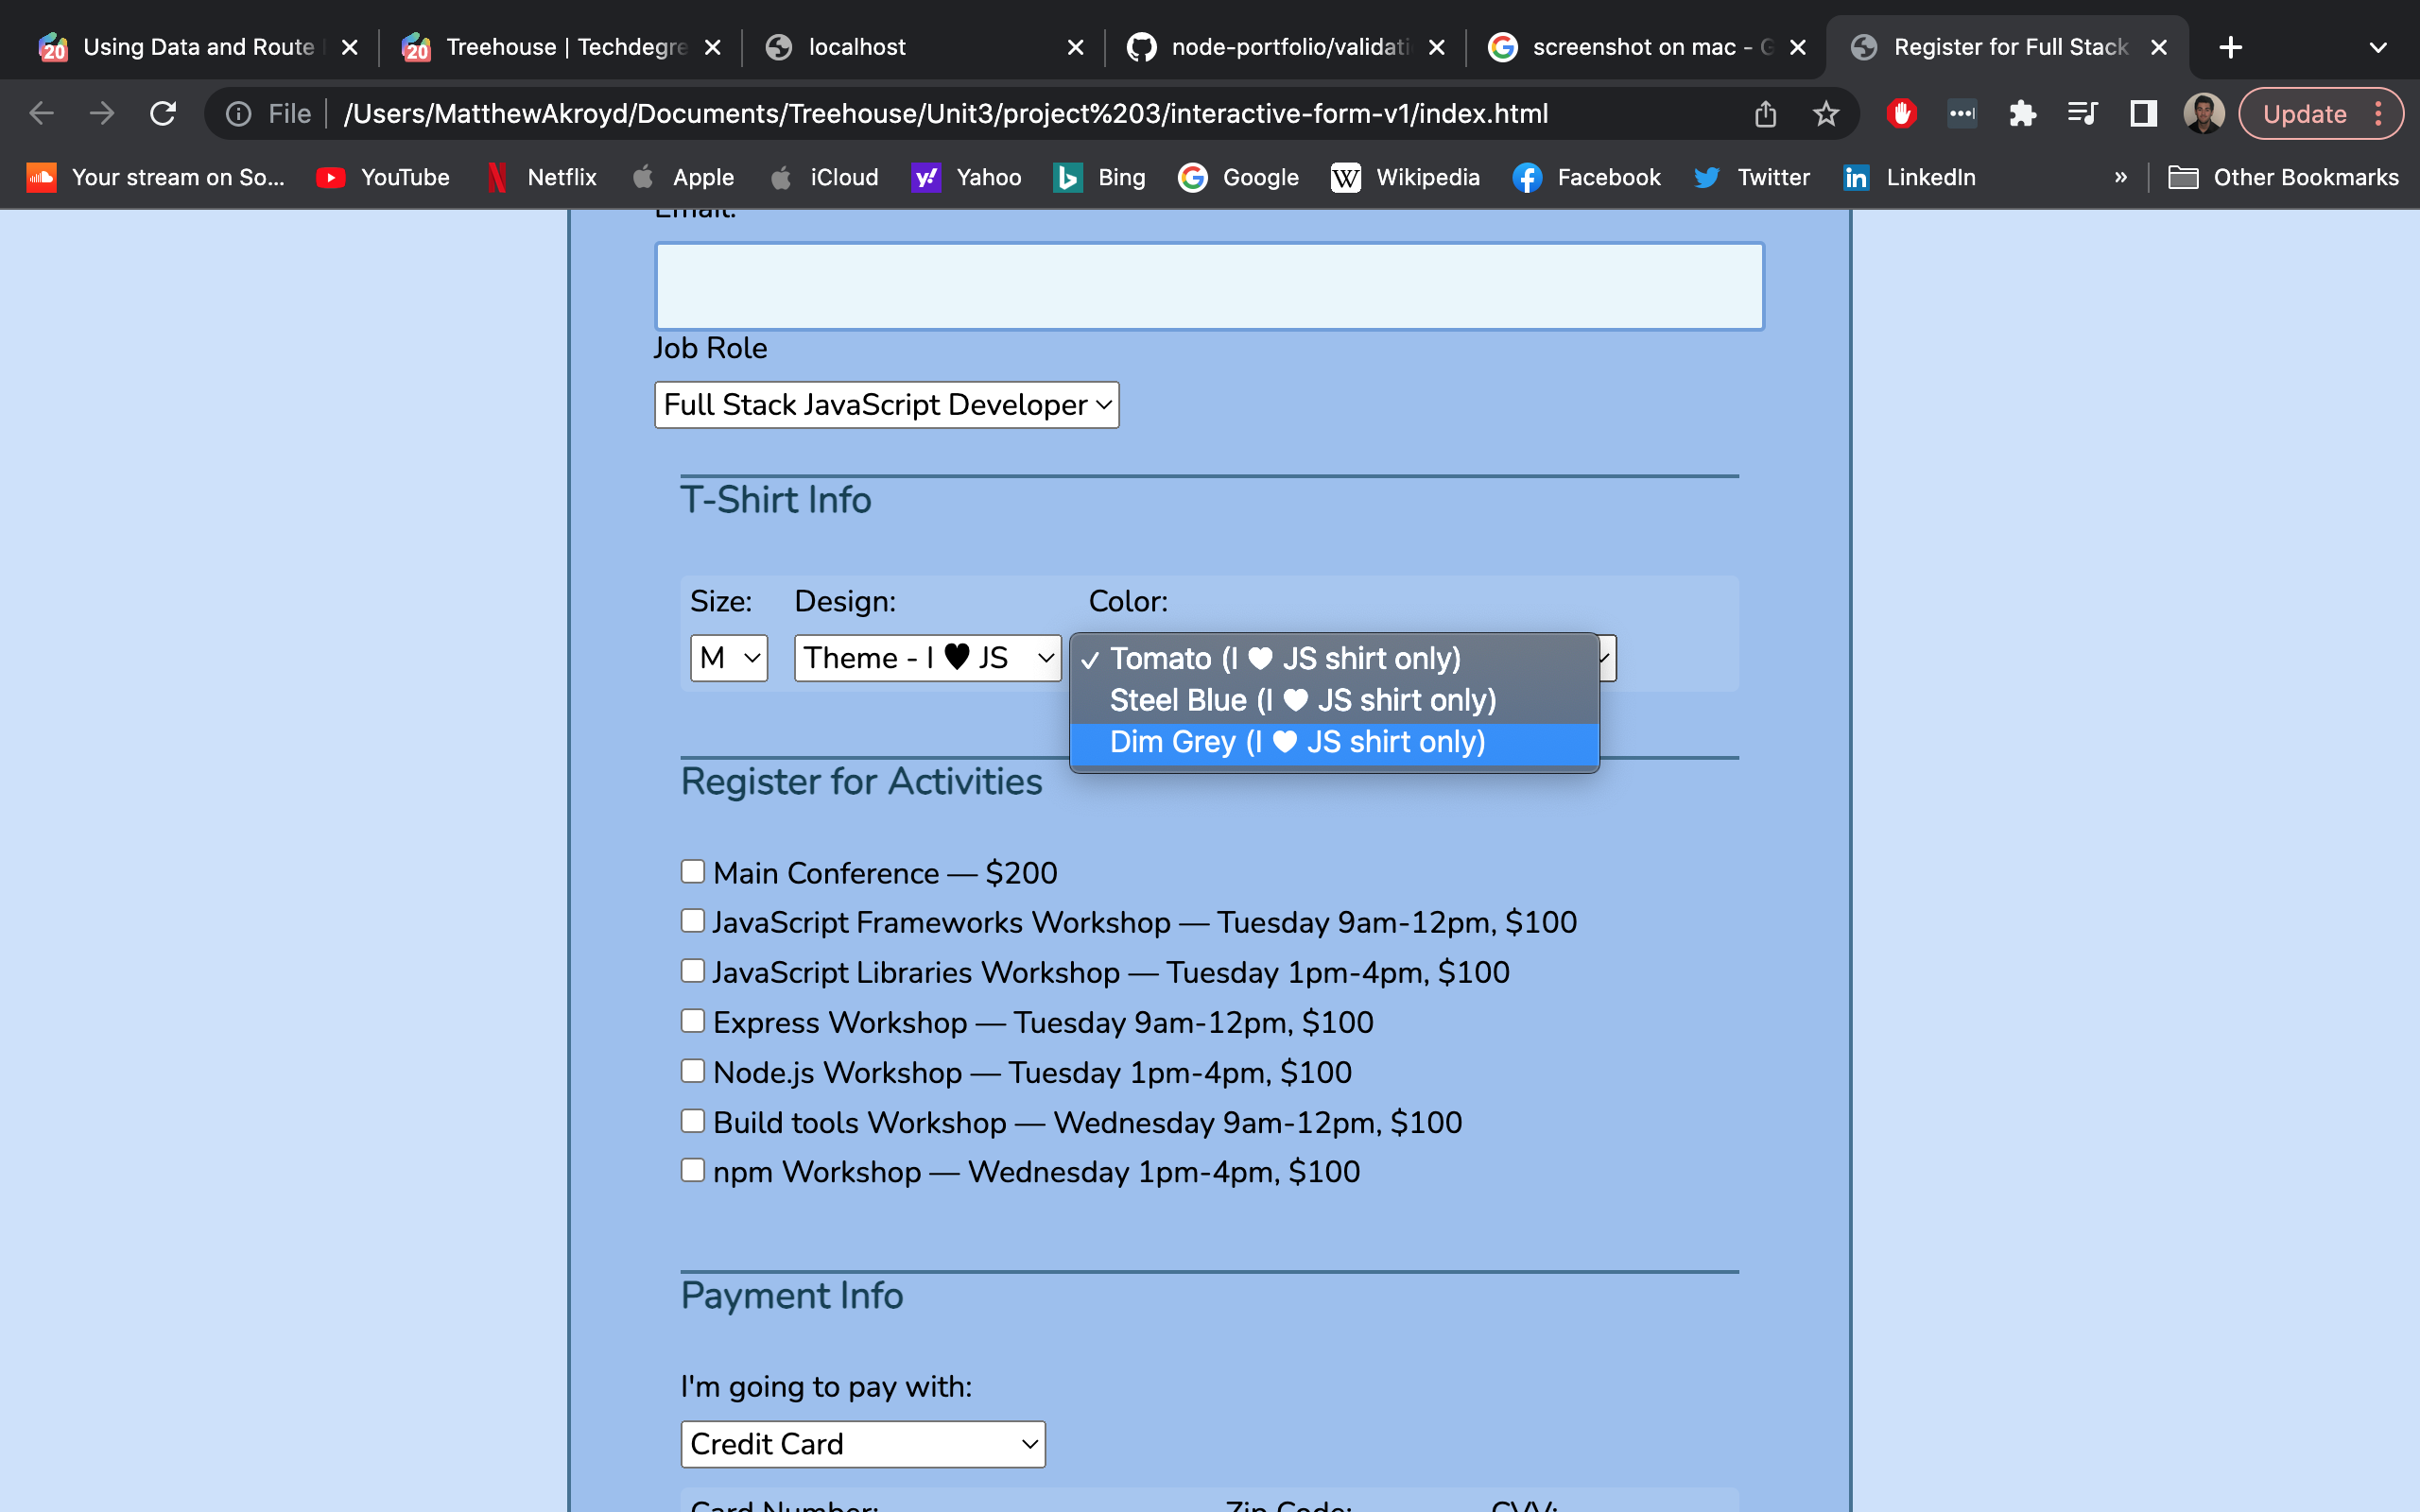 Using Data and Route
Treehouse | Techdegre
localhost
node-portfolio/validati
screenshot on mac - G
Register for Full Stack
File
/Users/MatthewAkroyd/Documents/Treehouse/Unit3/project%203/interactive-form-v1/index.html
Update
Your stream on So...
YouTube
Netflix
Apple
iCloud
Yahoo
Bing
Google
Wikipedia
Facebook
Twitter
LinkedIn
»
Other Bookmarks
Email:
Job Role
Full Stack JavaScript Developer
T-Shirt Info
Size: Design: Color:
M
Theme - I ♥ JS
✓ Tomato (I ♥ JS shirt only)
Steel Blue (I ♥ JS shirt only)
Dim Grey (I ♥ JS shirt only)
Register for Activities
Main Conference — $200
JavaScript Frameworks Workshop — Tuesday 9am-12pm, $100
JavaScript Libraries Workshop — Tuesday 1pm-4pm, $100
Express Workshop — Tuesday 9am-12pm, $100
Node.js Workshop — Tuesday 1pm-4pm, $100
Build tools Workshop — Wednesday 9am-12pm, $100
npm Workshop — Wednesday 1pm-4pm, $100
Payment Info
I'm going to pay with:
Credit Card
Card Number: Zip Code: CVV: